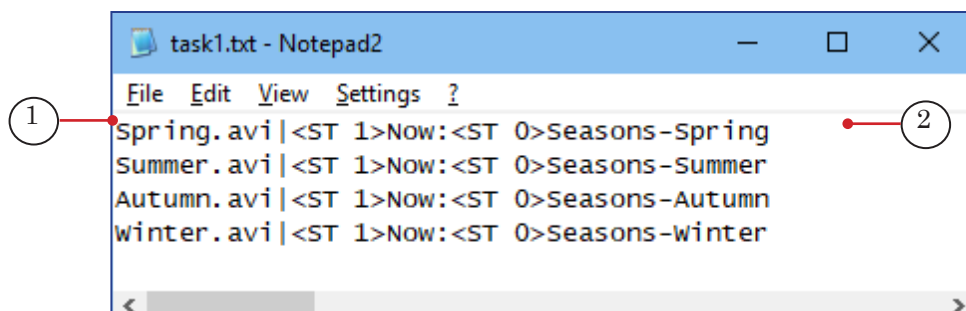 task1.txt - Notepad2
File Edit View Settings ?
1
2
Spring.avi|<ST 1>Now:<ST 0>Seasons-Spring
Summer.avi|<ST 1>Now:<ST 0>Seasons-Summer
Autumn.avi|<ST 1>Now:<ST 0>Seasons-Autumn
Winter.avi|<ST 1>Now:<ST 0>Seasons-Winter